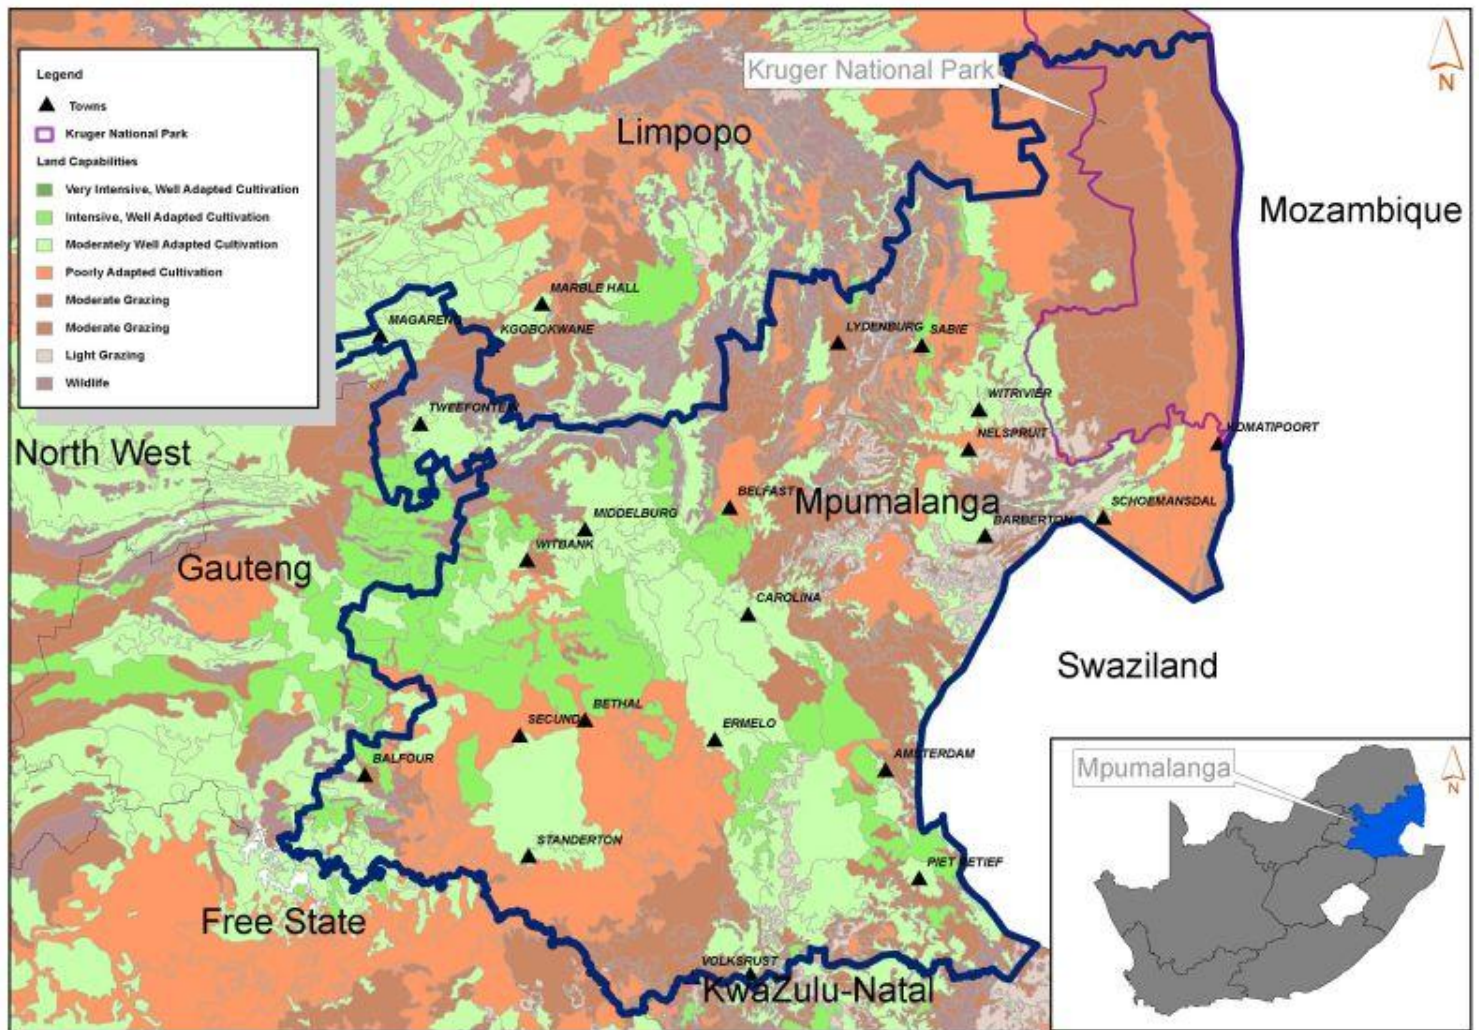 Legend
Towns
Kruger National Park
Land Capabilities
Very Intensive, Well Adapted Cultivation
Intensive, Well Adapted Cultivation
Moderately Well Adapted Cultivation
Poorly Adapted Cultivation
Moderate Grazing
Moderate Grazing
Light Grazing
Wildlife
Kruger National Park
N
Limpopo
Mozambique
MARBLE HALL
MAGARENG
KGOBOKWANE
LYDENBURG
SABIE
TWEEFONTEIN
WITRIVIER
KOMATIPOORT
NELSPRUIT
North West
BELFAST
Mpumalanga
SCHOEMANSDAL
MIDDELBURG
BARBERTON
WITBANK
Gauteng
CAROLINA
Swaziland
BETHAL
SECUNDA
ERMELO
BALFOUR
AMSTERDAM
Mpumalanga
N
STANDERTON
PIET RETIEF
Free State
VOLKSRUST
KwaZulu-Natal